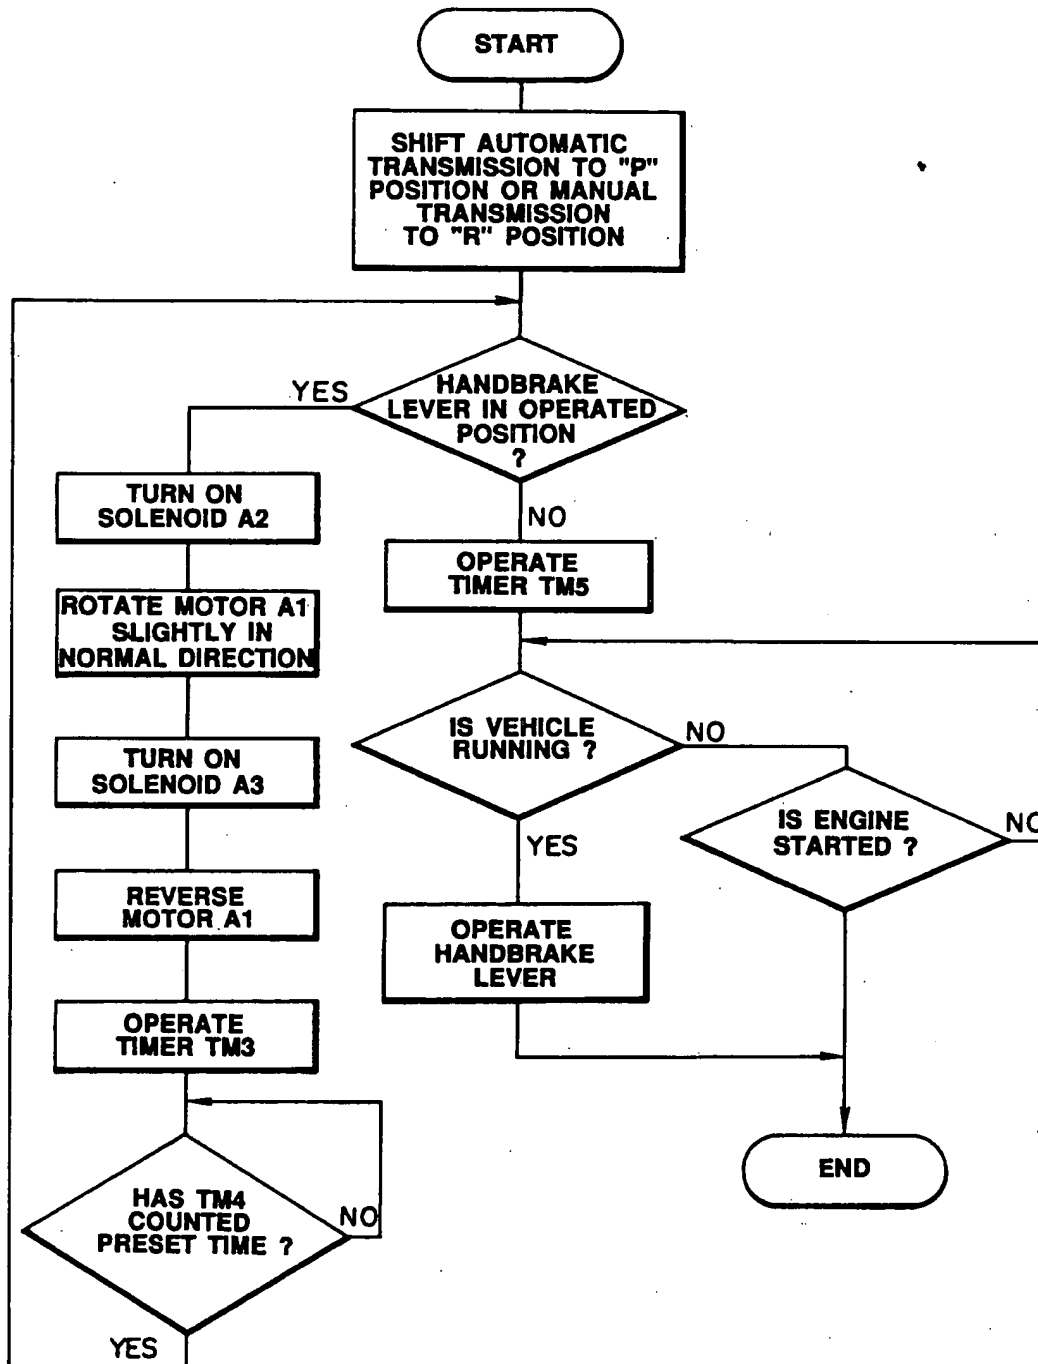 START
SHIFT AUTOMATIC
TRANSMISSION TO "P"
POSITION OR MANUAL
TRANSMISSION
TO "R" POSITION
HANDBRAKE
LEVER IN OPERATED
POSITION
?
YES
NO
TURN ON
SOLENOID A2
ROTATE MOTOR A1
SLIGHTLY IN
NORMAL DIRECTION
TURN ON
SOLENOID A3
REVERSE
MOTOR A1
OPERATE
TIMER TM3
HAS TM4
COUNTED
PRESET TIME ?
NO
YES
OPERATE
TIMER TM5
IS VEHICLE
RUNNING ?
NO
YES
IS ENGINE
STARTED ?
NO
OPERATE
HANDBRAKE
LEVER
END